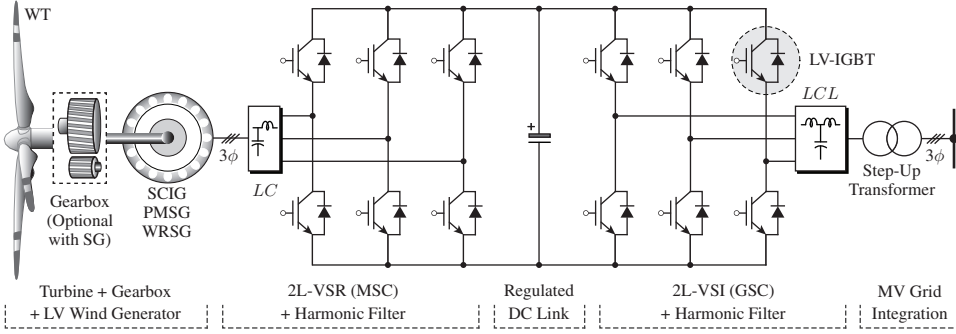 WT
LV-IGBT
LCL
+
3ϕ
LC
3ϕ
Step-Up
Transformer
Gearbox
(Optional
with SG)
SCIG
PMSG
WRSG
Turbine + Gearbox
+ LV Wind Generator
2L-VSR (MSC)
+ Harmonic Filter
Regulated
DC Link
2L-VSI (GSC)
+ Harmonic Filter
MV Grid
Integration